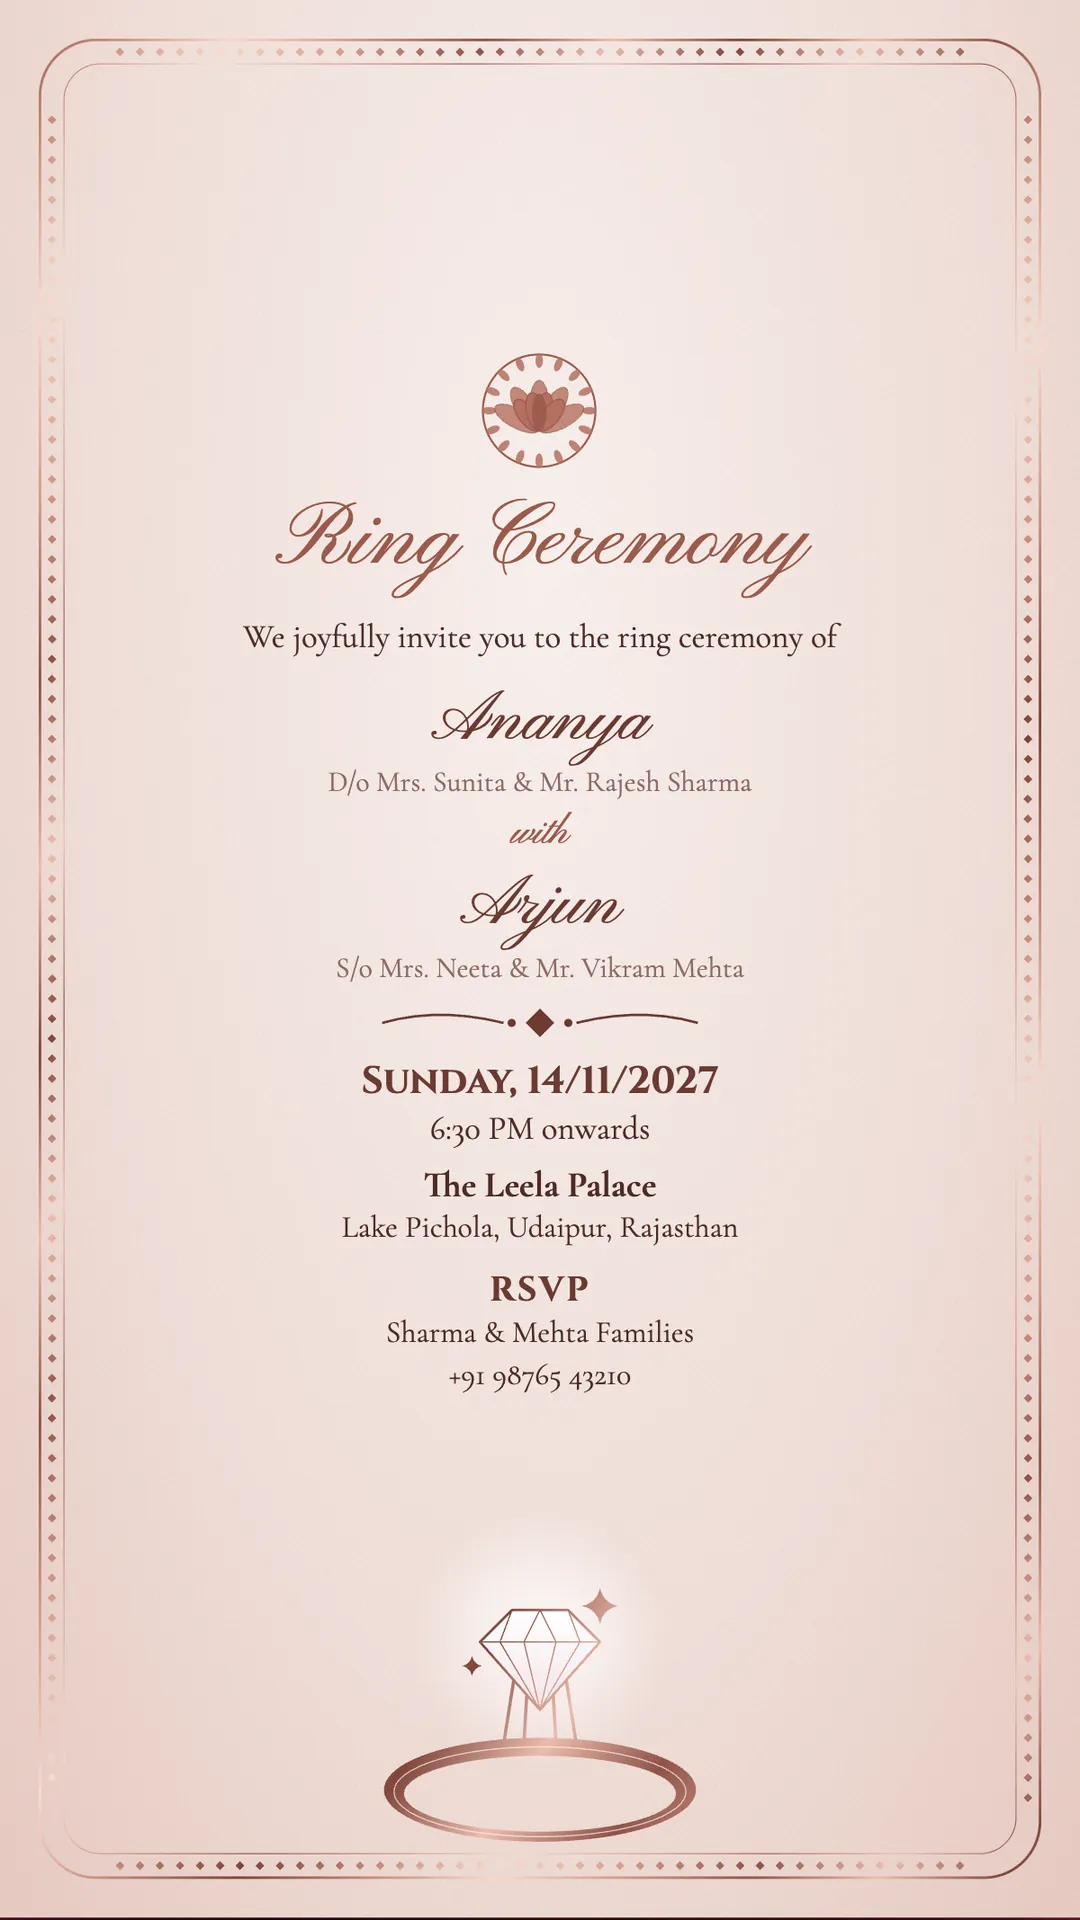 Ring Ceremony
We joyfully invite you to the ring ceremony of
Ananya
D/o Mrs. Sunita & Mr. Rajesh Sharma
with
Arjun
S/o Mrs. Neeta & Mr. Vikram Mehta
Sunday, 14/11/2027
6:30 PM onwards
The Leela Palace
Lake Pichola, Udaipur, Rajasthan
RSVP
Sharma & Mehta Families
+91 98765 43210